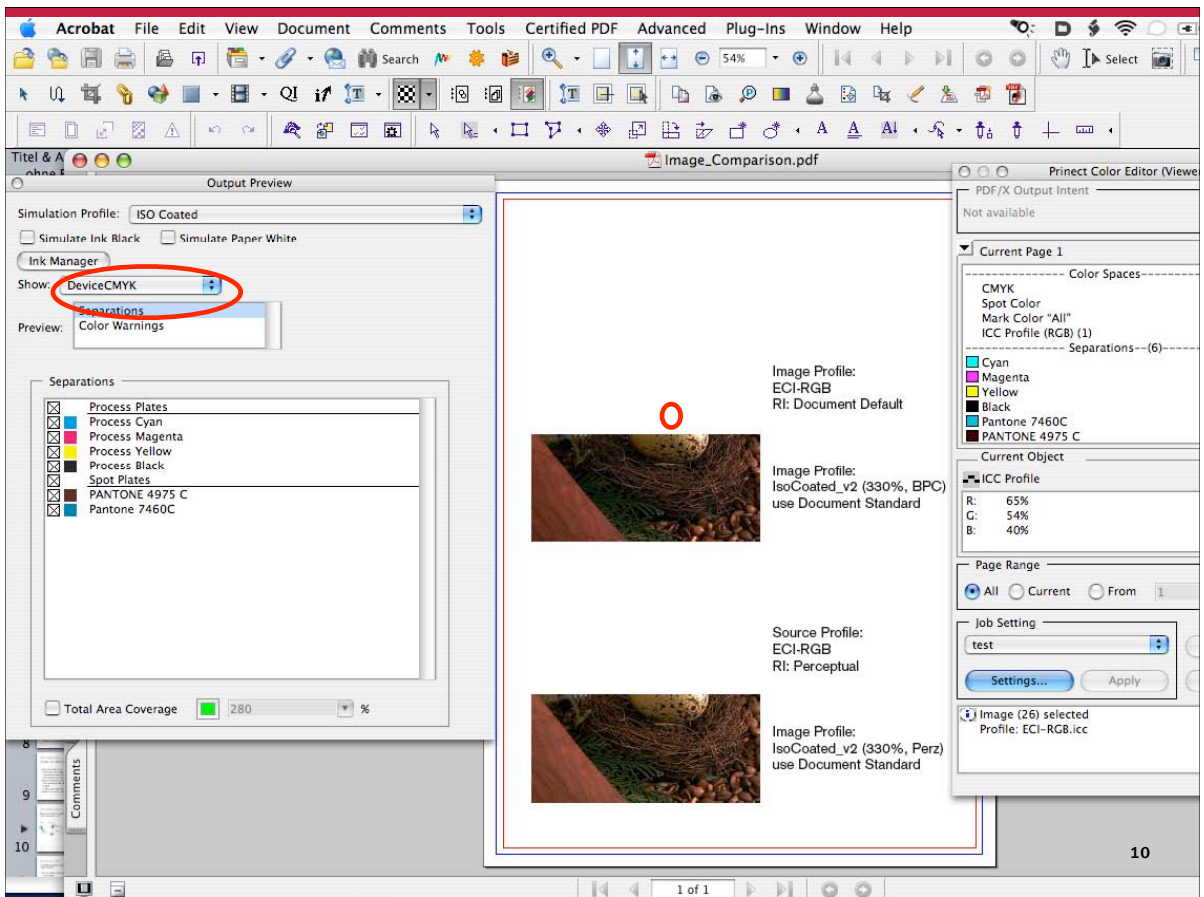 Acrobat File Edit View Document Comments Tools Certified PDF Advanced Plug-Ins Window Help
Search 54% Select
Titel & A
Image_Comparison.pdf
Output Preview
Simulation Profile: ISO Coated
Simulate Ink Black Simulate Paper White
Ink Manager
Show: DeviceCMYK
Preview: Separations
Color Warnings
Separations
Process Plates
Process Cyan
Process Magenta
Process Yellow
Process Black
Spot Plates
PANTONE 4975 C
Pantone 7460C
Total Area Coverage 280 %
8
Comments
9
10
Image Profile:
ECI-RGB
RI: Document Default
Image Profile:
IsoCoated_v2 (330%, BPC)
use Document Standard
Source Profile:
ECI-RGB
RI: Perceptual
Image Profile:
IsoCoated_v2 (330%, Perz)
use Document Standard
Prinect Color Editor (Viewe
PDF/X Output Intent
Not available
Current Page 1
--------------- Color Spaces-----
CMYK
Spot Color
Mark Color "All"
ICC Profile (RGB) (1)
--------------- Separations--(6)-----
Cyan
Magenta
Yellow
Black
Pantone 7460C
PANTONE 4975 C
Current Object
ICC Profile
R: 65%
G: 54%
B: 40%
Page Range
All Current From 1
Job Setting
test
Settings... Apply
Image (26) selected
Profile: ECI-RGB.icc
10
1 of 1